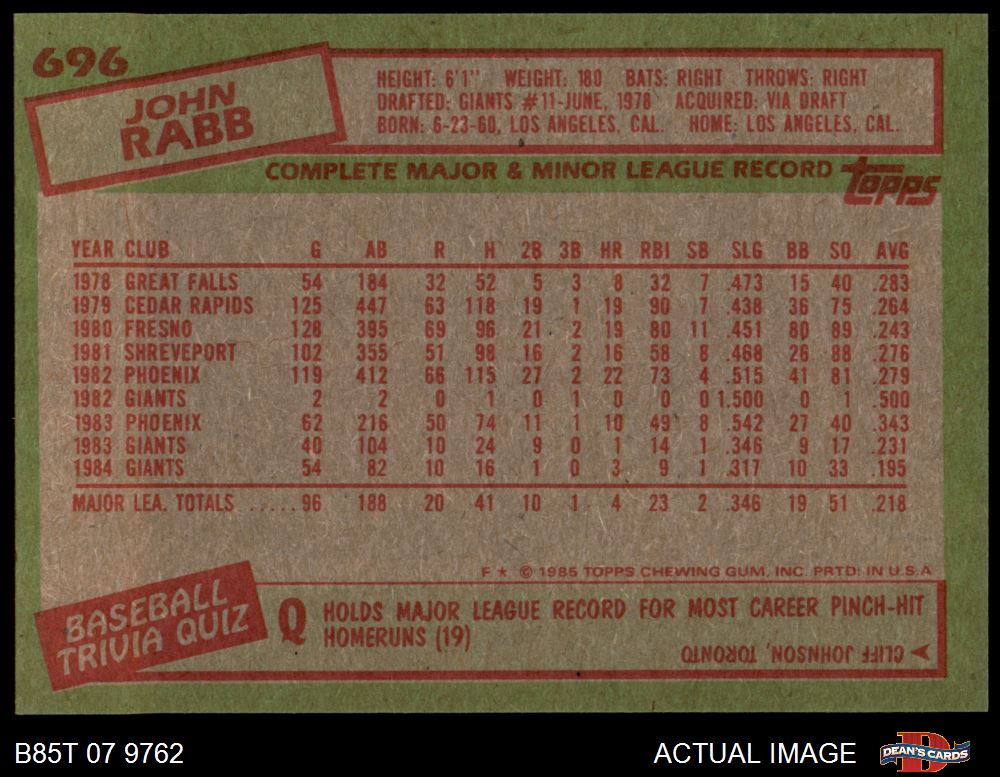 696
JOHN
RABB
HEIGHT: 6'1" WEIGHT: 180 BATS: RIGHT THROWS: RIGHT
DRAFTED: GIANTS #11-JUNE, 1978 ACQUIRED: VIA DRAFT
BORN: 6-23-60, LOS ANGELES, CAL. HOME: LOS ANGELES, CAL.
COMPLETE MAJOR & MINOR LEAGUE RECORD topps
YEAR CLUB G AB R H 2B 3B HR RBI SB SLG BB SO AVG
1978 GREAT FALLS 54 184 32 52 5 3 8 32 7 .473 15 40 .283
1979 CEDAR RAPIDS 125 447 63 118 19 1 19 90 7 .438 36 75 .264
1980 FRESNO 128 395 69 96 21 2 19 80 11 .451 80 89 .243
1981 SHREVEPORT 102 355 51 98 16 2 16 58 8 .468 26 88 .276
1982 PHOENIX 119 412 66 115 27 2 22 73 4 .515 41 81 .279
1982 GIANTS 2 2 0 1 0 1 0 0 0 1.500 0 1 .500
1983 PHOENIX 62 216 50 74 11 1 10 49 8 .542 27 40 .343
1983 GIANTS 40 104 10 24 9 0 1 14 1 .346 9 17 .231
1984 GIANTS 54 82 10 16 1 0 3 9 1 .317 10 33 .195
MAJOR LEA. TOTALS ..... 96 188 20 41 10 1 4 23 2 .346 19 51 .218
F ★ © 1985 TOPPS CHEWING GUM, INC. PRTD. IN U.S.A
BASEBALL
TRIVIA QUIZ
Q HOLDS MAJOR LEAGUE RECORD FOR MOST CAREER PINCH-HIT
HOMERUNS (19)
CLIFF JOHNSON, TORONTO
B85T 07 9762
ACTUAL IMAGE
DEAN'S CARDS